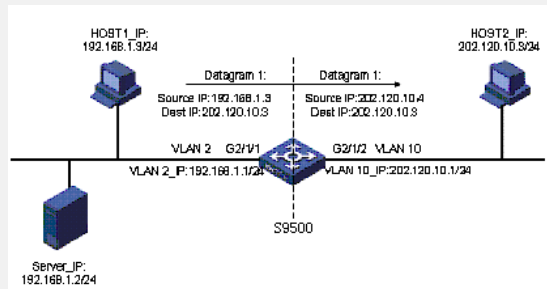 HOST1_IP:
192.168.1.3/24
HOST2_IP:
202.120.10.3/24
Datagram 1:
Source IP:192.168.1.3
Dest IP:202.120.10.3
Datagram 1:
Source IP:202.120.10.4
Dest IP:202.120.10.3
VLAN 2 G2/1/1
G2/1/2 VLAN 10
VLAN 2_IP:192.168.1.1/24
VLAN 10_IP:202.120.10.1/24
S9500
Server_IP:
192.168.1.2/24